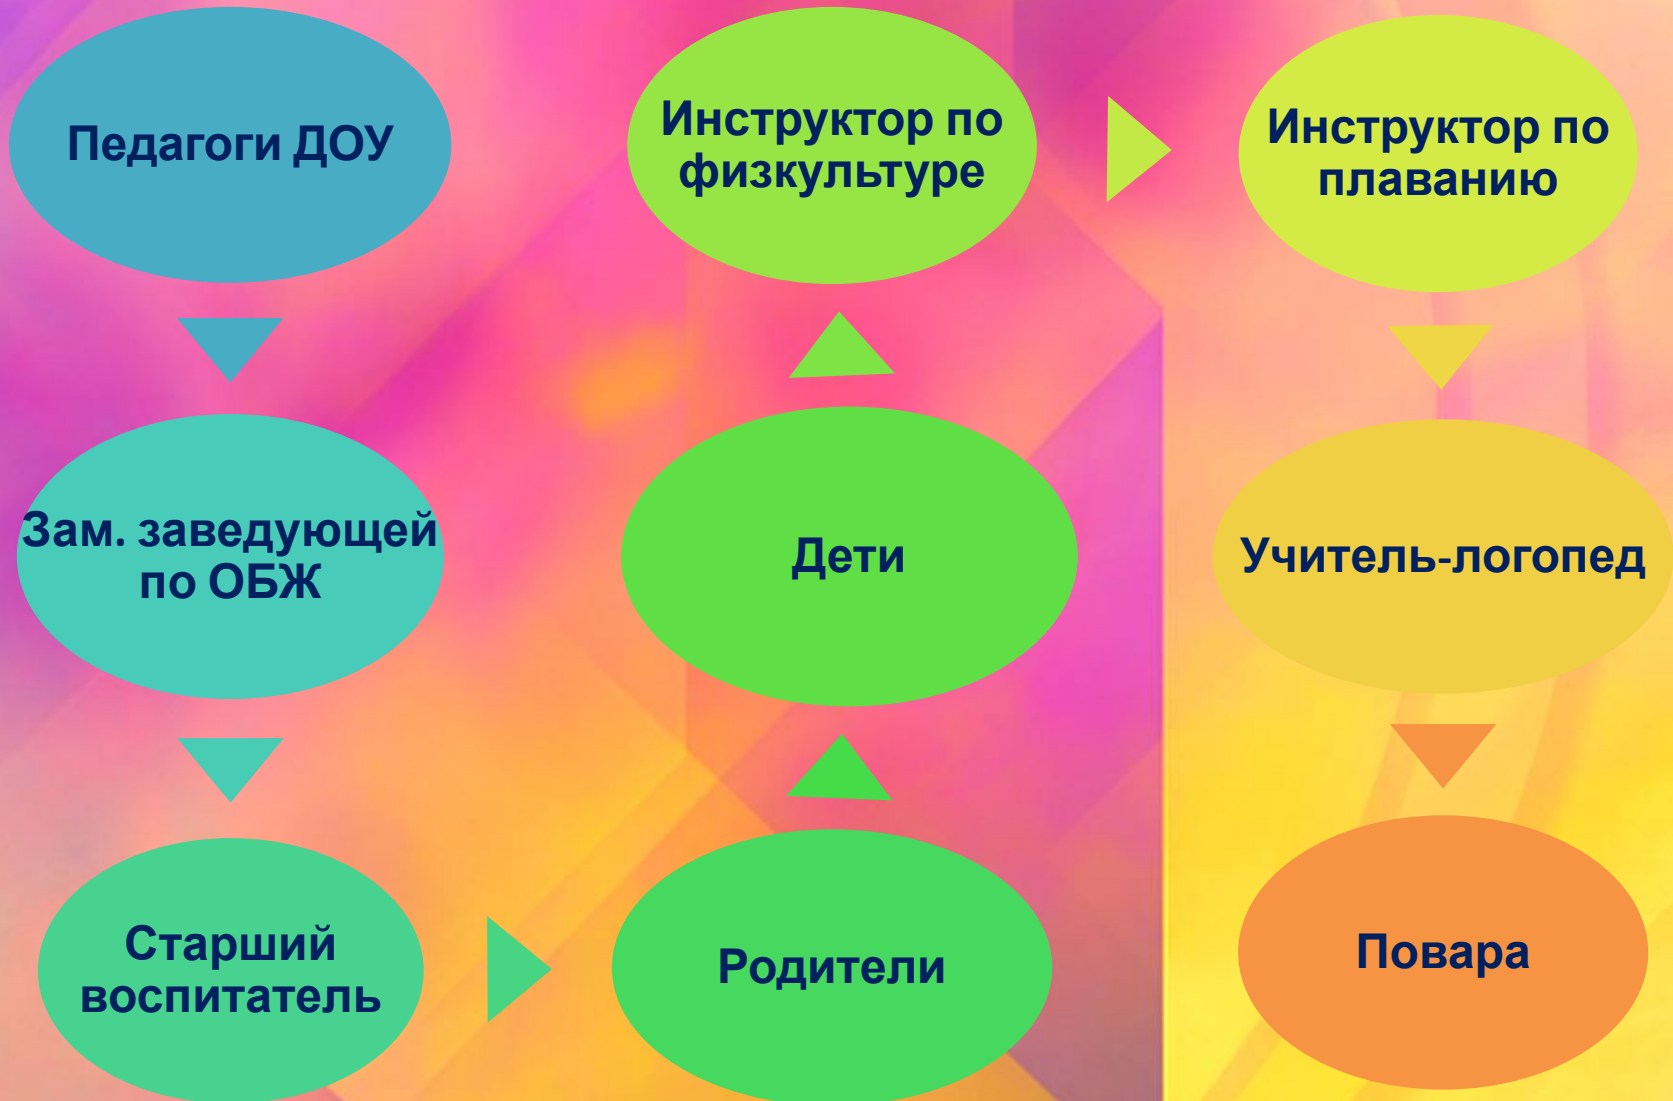 Педагоги ДОУ
Зам. заведующей
по ОБЖ
Старший
воспитатель
Родители
Дети
Инструктор по
физкультуре
Инструктор по
плаванию
Учитель-логопед
Повара